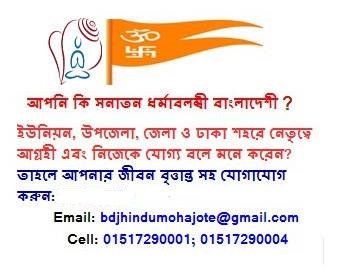 ॐ
卐
আপনি কি সনাতন ধর্মাবলম্বী বাংলাদেশী ?
ইউনিয়ন, উপজেলা, জেলা ও ঢাকা শহরে নেতৃত্বে
আগ্রহী এবং নিজেকে যোগ্য বলে মনে করেন?
তাহলে আপনার জীবন বৃত্তান্ত সহ যোগাযোগ
করুন:
Email: bdjhindumohajote@gmail.com
Cell: 01517290001; 01517290004